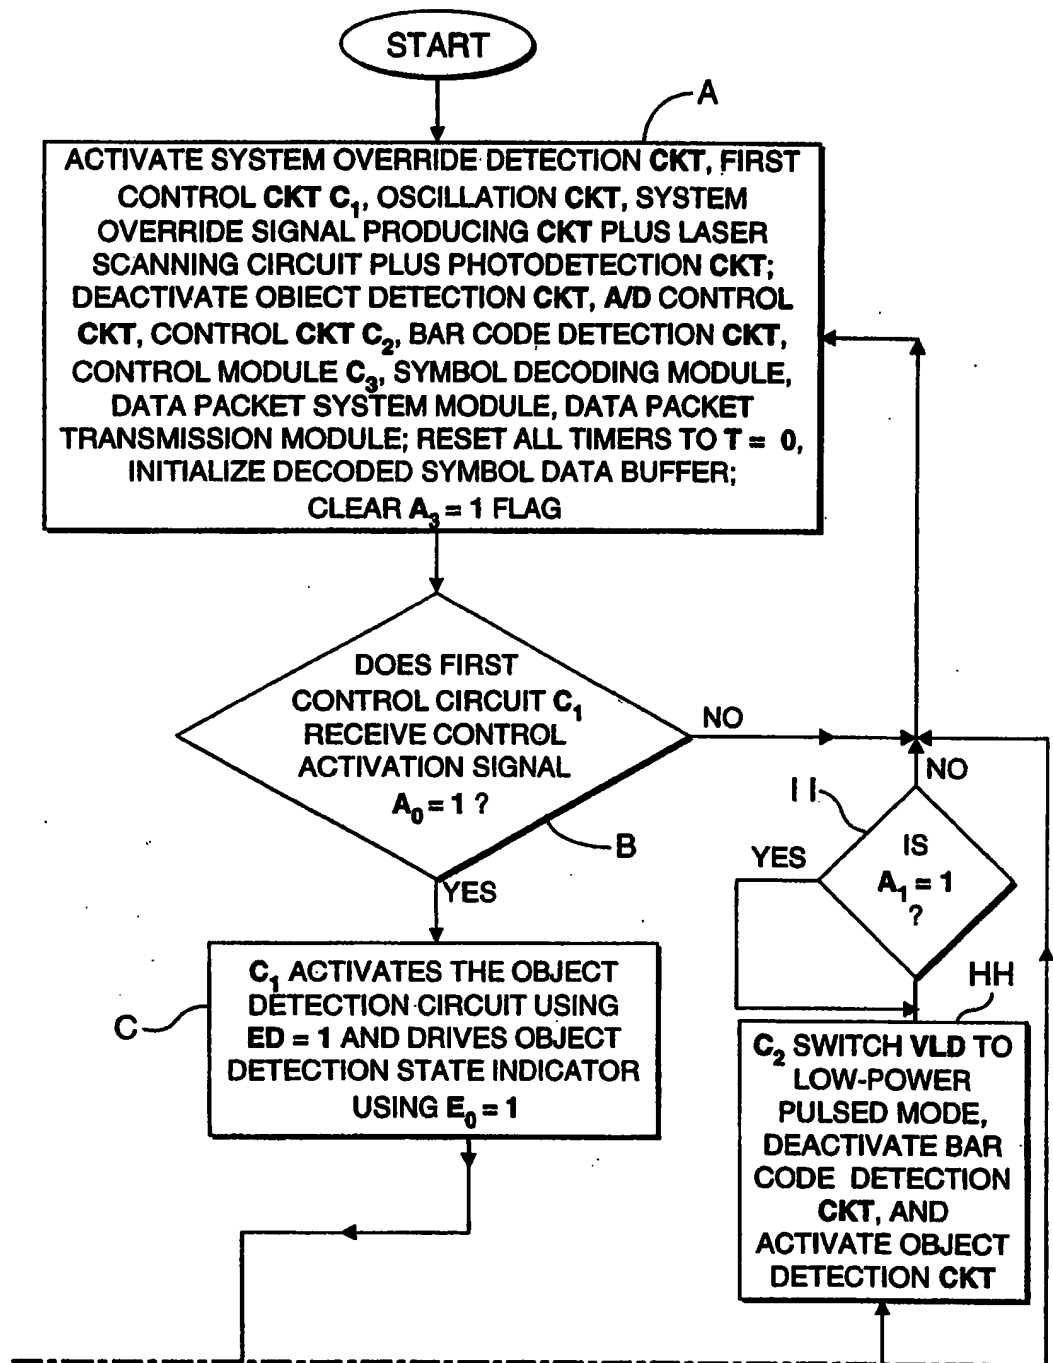 START
A
ACTIVATE SYSTEM OVERRIDE DETECTION CKT, FIRST
CONTROL CKT C₁, OSCILLATION CKT, SYSTEM
OVERRIDE SIGNAL PRODUCING CKT PLUS LASER
SCANNING CIRCUIT PLUS PHOTODETECTION CKT;
DEACTIVATE OBIECT DETECTION CKT, A/D CONTROL
CKT, CONTROL CKT C₂, BAR CODE DETECTION CKT,
CONTROL MODULE C₃, SYMBOL DECODING MODULE,
DATA PACKET SYSTEM MODULE, DATA PACKET
TRANSMISSION MODULE; RESET ALL TIMERS TO T = 0,
INITIALIZE DECODED SYMBOL DATA BUFFER;
CLEAR A₃ = 1 FLAG
DOES FIRST
CONTROL CIRCUIT C₁
RECEIVE CONTROL
ACTIVATION SIGNAL
A₀ = 1 ?
NO
B
YES
NO
II
YES
IS
A₁ = 1
?
C
C₁ ACTIVATES THE OBJECT
DETECTION CIRCUIT USING
ED = 1 AND DRIVES OBJECT
DETECTION STATE INDICATOR
USING E₀ = 1
HH
C₂ SWITCH VLD TO
LOW-POWER
PULSED MODE,
DEACTIVATE BAR
CODE DETECTION
CKT, AND
ACTIVATE OBJECT
DETECTION CKT